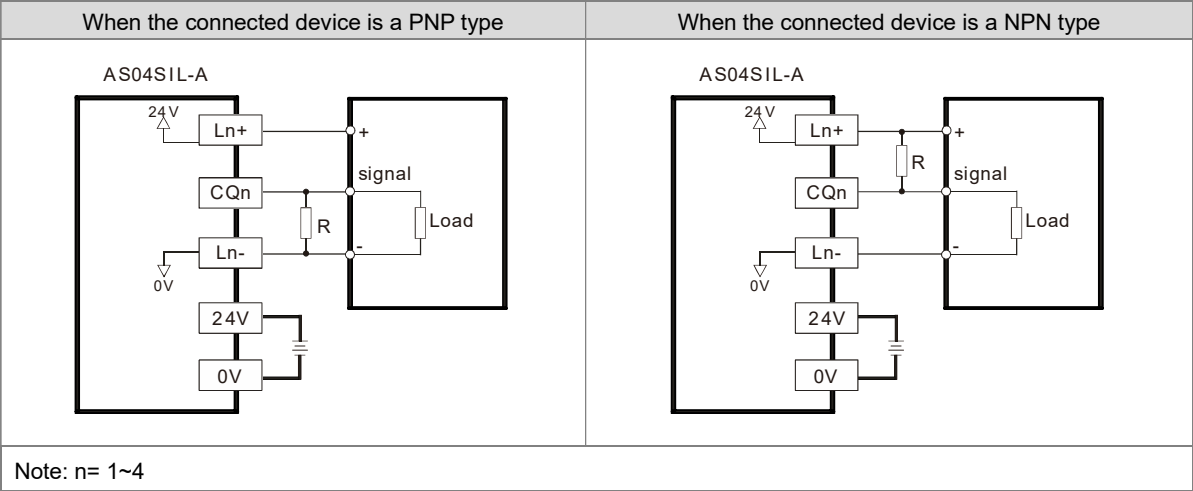 When the connected device is a PNP type
When the connected device is a NPN type
AS04SIL-A
24V
Ln+
+
signal
CQn
R
Load
Ln-
-
0V
24V
0V
AS04SIL-A
24V
Ln+
+
R
signal
CQn
Load
Ln-
-
0V
24V
0V
Note: n= 1~4